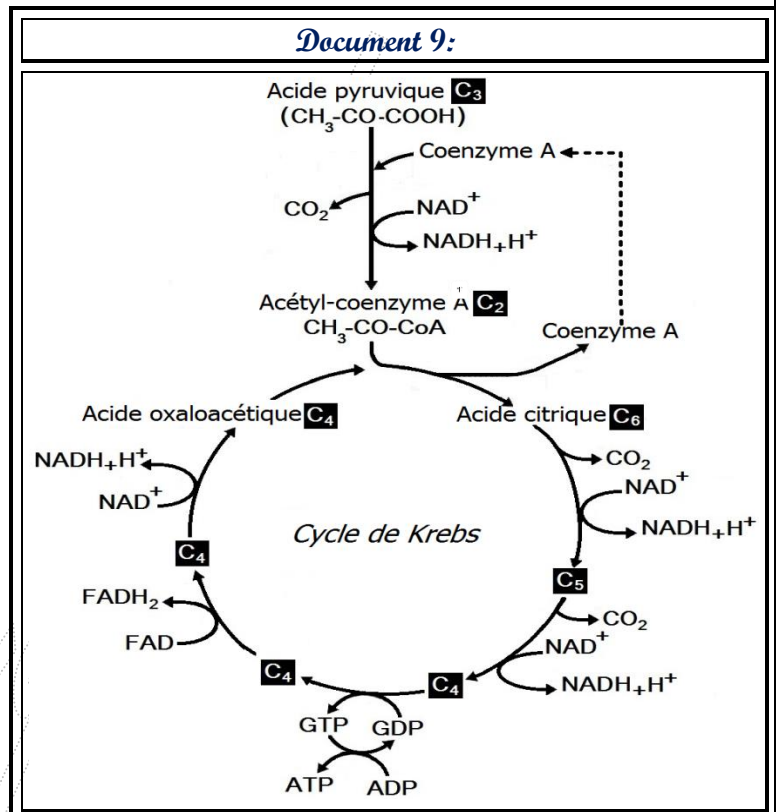 Document 9:
Acide pyruvique C₃
(CH₃-CO-COOH)
Coenzyme A
CO₂
NAD⁺
NADH+H⁺
Acétyl-coenzyme A C₂
CH₃-CO-CoA
Coenzyme A
Acide oxaloacétique C₄
Acide citrique C₆
NADH+H⁺
NAD⁺
CO₂
NAD⁺
NADH+H⁺
Cycle de Krebs
C₄
C₅
FADH₂
FAD
CO₂
NAD⁺
NADH+H⁺
C₄
C₄
GTP GDP
ATP ADP